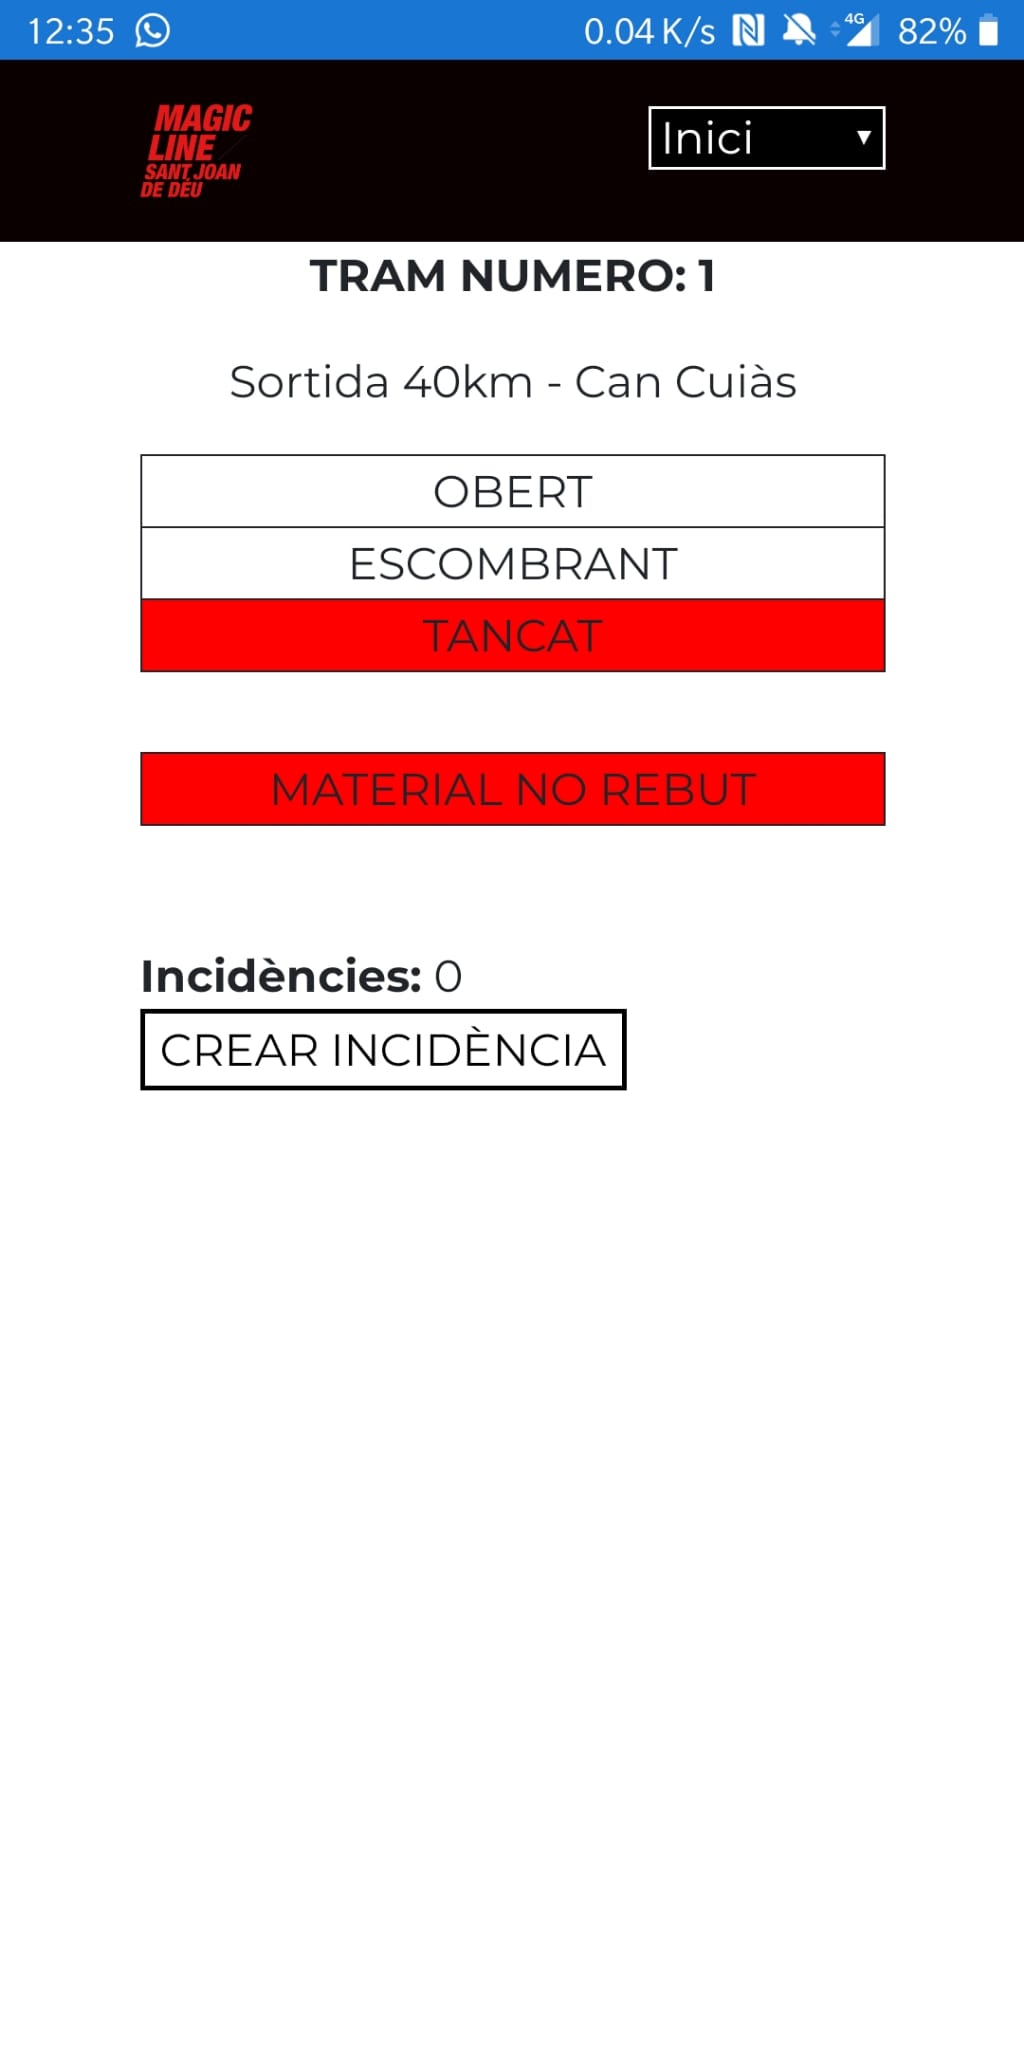 12:35 0.04 K/s 4G 82%
MAGIC
LINE
SANT JOAN
DE DÉU
Inici
TRAM NUMERO: 1
Sortida 40km - Can Cuiàs
OBERT
ESCOMBRANT
TANCAT
MATERIAL NO REBUT
Incidències: 0
CREAR INCIDÈNCIA